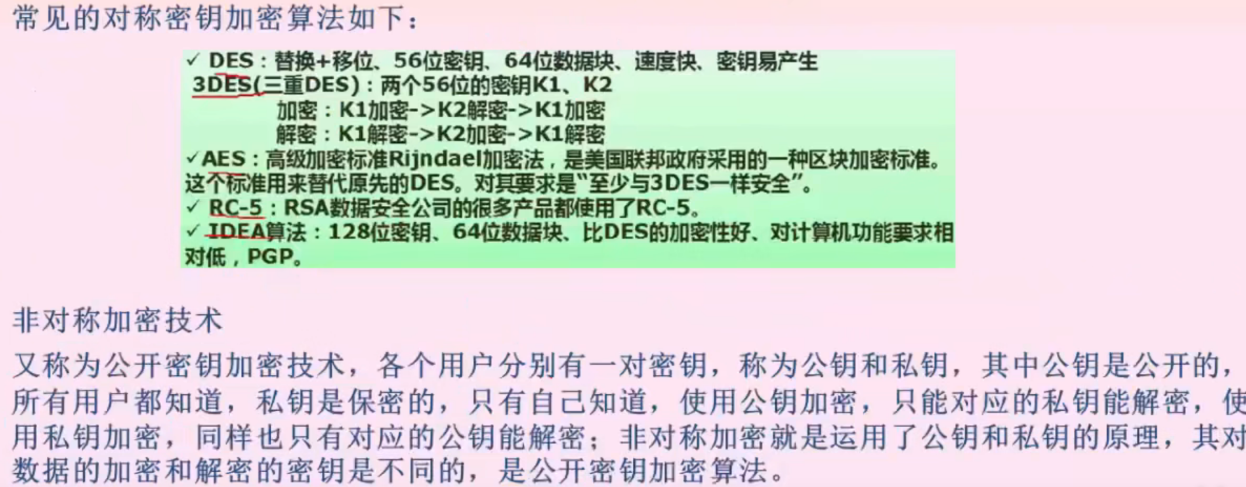 常见的对称密钥加密算法如下：
✓ DES：替换+移位、56位密钥、64位数据块、速度快、密钥易产生
3DES(三重DES)：两个56位的密钥K1、K2
加密：K1加密->K2解密->K1加密
解密：K1解密->K2加密->K1解密
✓AES：高级加密标准Rijndael加密法，是美国联邦政府采用的一种区块加密标准。
这个标准用来替代原先的DES。对其要求是“至少与3DES一样安全”。
✓ RC-5：RSA数据安全公司的很多产品都使用了RC-5。
✓ IDEA算法：128位密钥、64位数据块、比DES的加密性好、对计算机功能要求相
对低，PGP。
非对称加密技术
又称为公开密钥加密技术，各个用户分别有一对密钥，称为公钥和私钥，其中公钥是公开的，
所有用户都知道，私钥是保密的，只有自己知道，使用公钥加密，只能对应的私钥能解密，使
用私钥加密，同样也只有对应的公钥能解密；非对称加密就是运用了公钥和私钥的原理，其对
数据的加密和解密的密钥是不同的，是公开密钥加密算法。